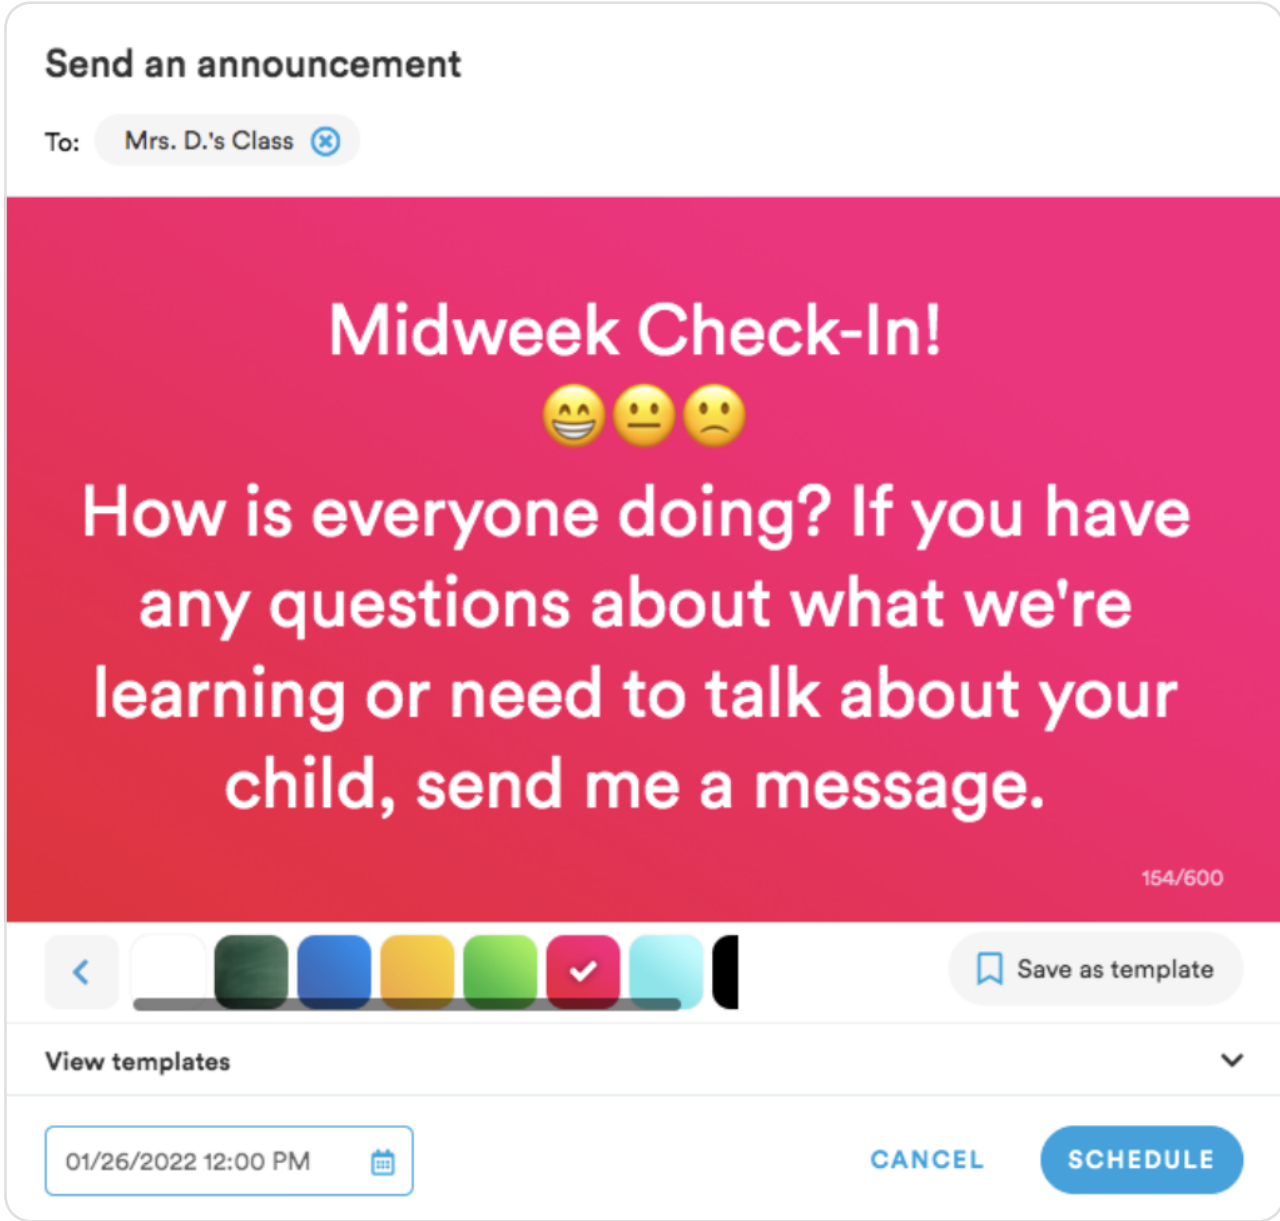 Send an announcement
To: Mrs. D.'s Class
Midweek Check-In!
😁😐🙁
How is everyone doing? If you have
any questions about what we're
learning or need to talk about your
child, send me a message.
154/600
Save as template
View templates
01/26/2022 12:00 PM
CANCEL
SCHEDULE